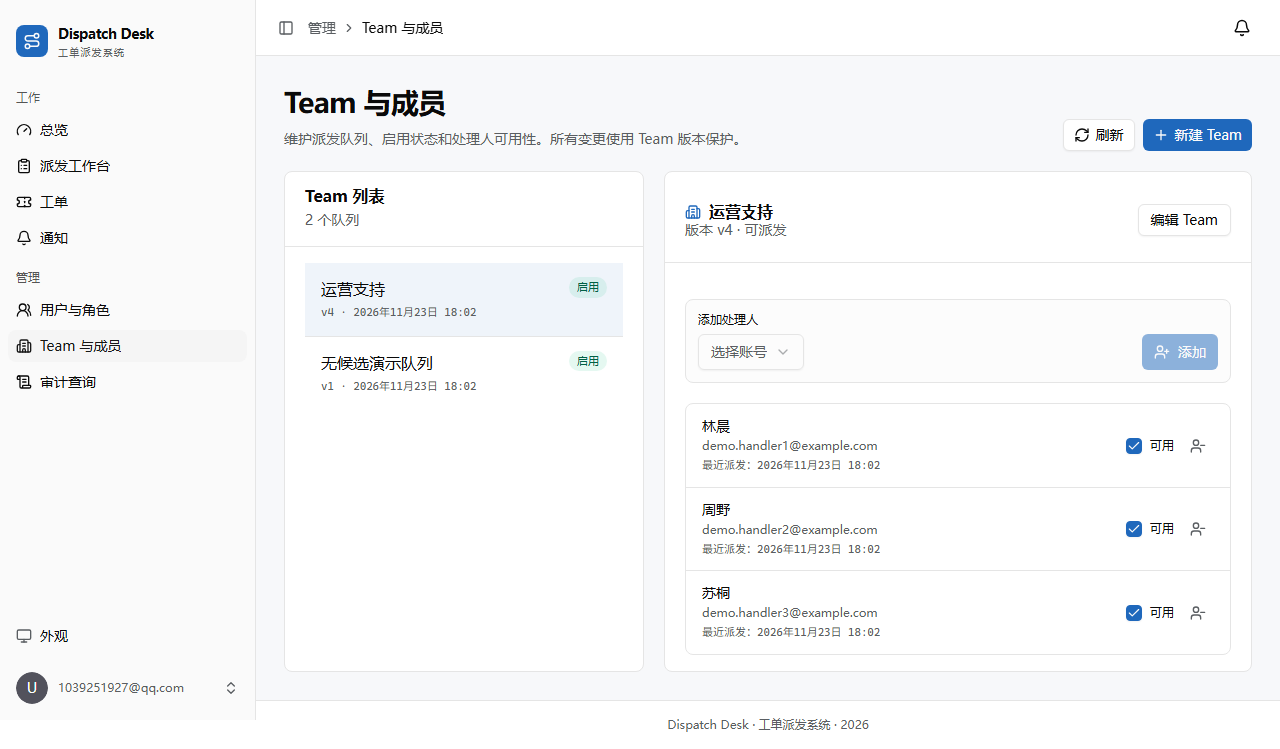 Dispatch Desk
工单派发系统
工作
总览
派发工作台
工单
通知
管理
用户与角色
Team 与成员
审计查询
外观
U
1039251927@qq.com
管理
Team 与成员
Team 与成员
维护派发队列、启用状态和处理人可用性。所有变更使用 Team 版本保护。
刷新
新建 Team
Team 列表
2 个队列
运营支持
启用
v4 · 2026年11月23日 18:02
无候选演示队列
启用
v1 · 2026年11月23日 18:02
运营支持
版本 v4 · 可派发
编辑 Team
添加处理人
选择账号
添加
林晨
demo.handler1@example.com
最近派发: 2026年11月23日 18:02
可用
周野
demo.handler2@example.com
最近派发: 2026年11月23日 18:02
可用
苏桐
demo.handler3@example.com
最近派发: 2026年11月23日 18:02
可用
Dispatch Desk · 工单派发系统 · 2026